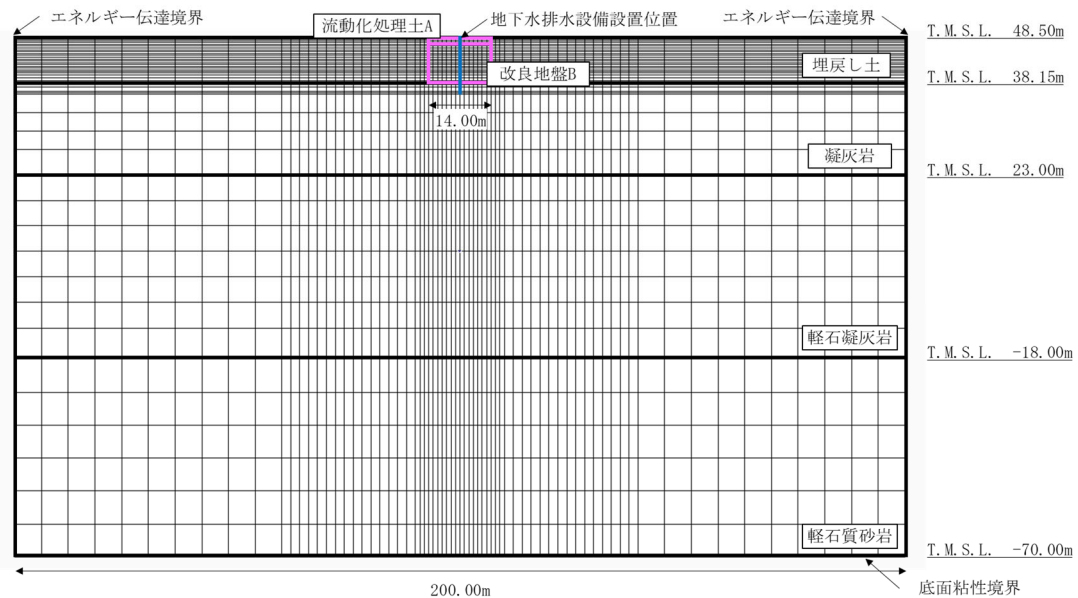 エネルギー伝達境界
流動化処理土A
地下水排水設備設置位置
エネルギー伝達境界
T.M.S.L. 48.50m
埋戻し土
改良地盤B
T.M.S.L. 38.15m
14.00m
凝灰岩
T.M.S.L. 23.00m
軽石凝灰岩
T.M.S.L. -18.00m
軽石質砂岩
T.M.S.L. -70.00m
200.00m
底面粘性境界